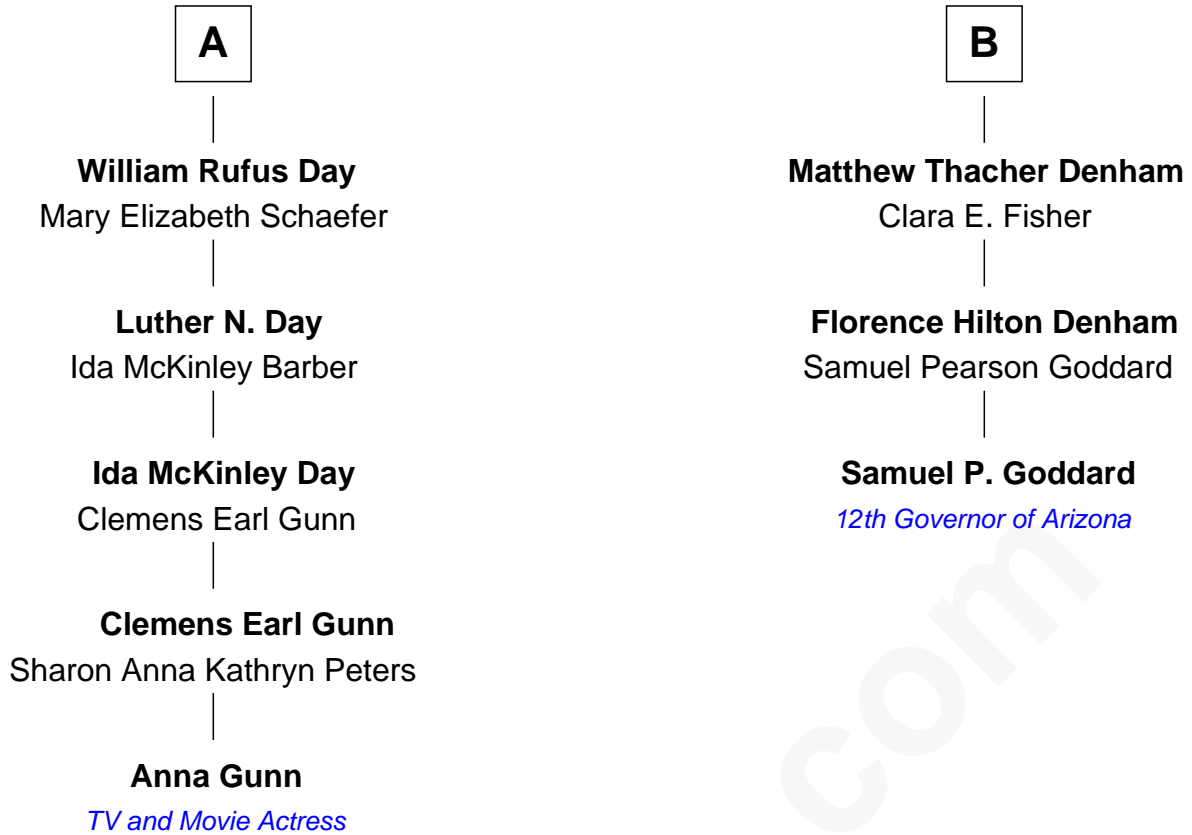 A
William Rufus Day
Mary Elizabeth Schaefer
Luther N. Day
Ida McKinley Barber
Ida McKinley Day
Clemens Earl Gunn
Clemens Earl Gunn
Sharon Anna Kathryn Peters
Anna Gunn
TV and Movie Actress
B
Matthew Thacher Denham
Clara E. Fisher
Florence Hilton Denham
Samuel Pearson Goddard
Samuel P. Goddard
12th Governor of Arizona
com